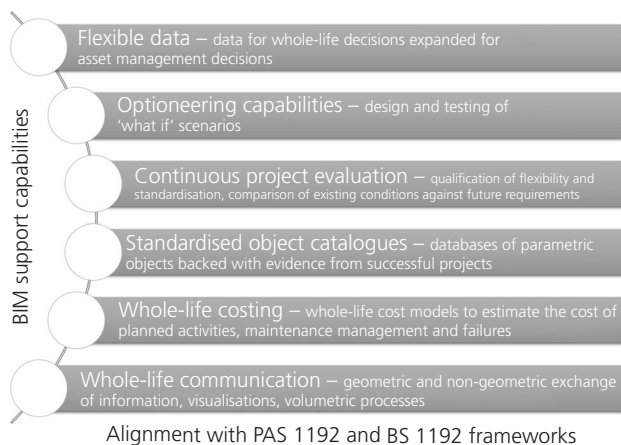 Flexible data – data for whole-life decisions expanded for
asset management decisions
Optioneering capabilities – design and testing of
‘what if’ scenarios
Continuous project evaluation – qualification of flexibility and
standardisation, comparison of existing conditions against future requirements
Standardised object catalogues – databases of parametric
objects backed with evidence from successful projects
Whole-life costing – whole-life cost models to estimate the cost of
planned activities, maintenance management and failures
Whole-life communication – geometric and non-geometric exchange
of information, visualisations, volumetric processes
BIM support capabilities
Alignment with PAS 1192 and BS 1192 frameworks